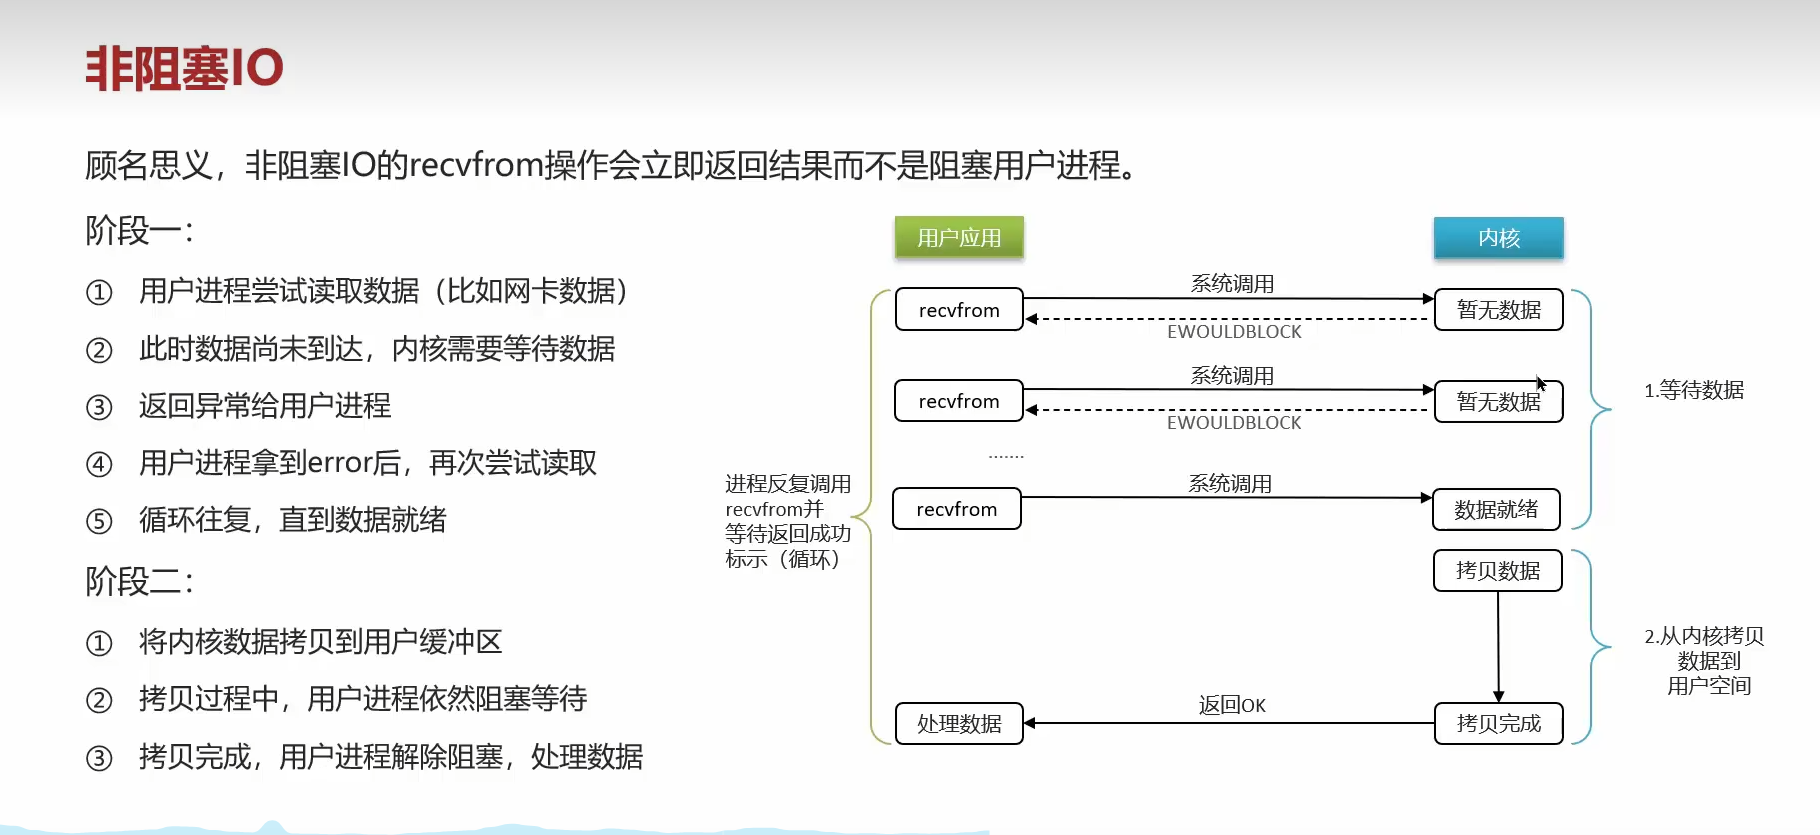 非阻塞IO
顾名思义，非阻塞IO的recvfrom操作会立即返回结果而不是阻塞用户进程。
阶段一：
① 用户进程尝试读取数据（比如网卡数据）
② 此时数据尚未到达，内核需要等待数据
③ 返回异常给用户进程
④ 用户进程拿到error后，再次尝试读取
⑤ 循环往复，直到数据就绪
阶段二：
① 将内核数据拷贝到用户缓冲区
② 拷贝过程中，用户进程依然阻塞等待
③ 拷贝完成，用户进程解除阻塞，处理数据
用户应用
内核
系统调用
recvfrom
暂无数据
EWOULDBLOCK
系统调用
recvfrom
暂无数据
EWOULDBLOCK
1.等待数据
.......
系统调用
recvfrom
数据就绪
进程反复调用
recvfrom并
等待返回成功
标示（循环）
拷贝数据
2.从内核拷贝
数据到
用户空间
返回OK
处理数据
拷贝完成